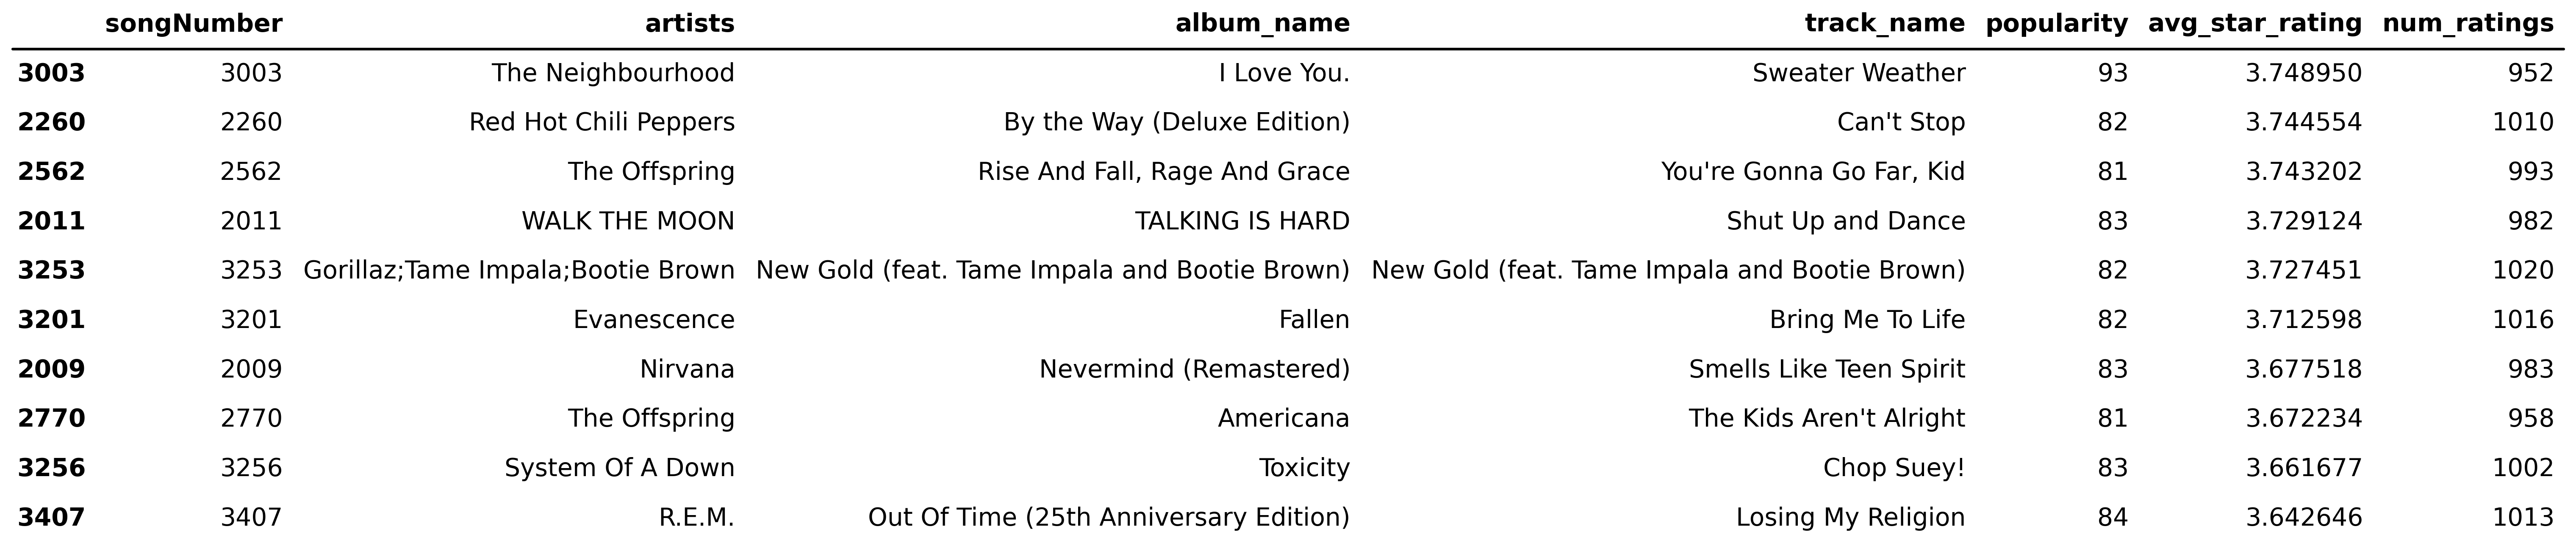 songNumber artists album_name track_name popularity avg_star_rating num_ratings
3003 3003 The Neighbourhood I Love You. Sweater Weather 93 3.748950 952
2260 2260 Red Hot Chili Peppers By the Way (Deluxe Edition) Can't Stop 82 3.744554 1010
2562 2562 The Offspring Rise And Fall, Rage And Grace You're Gonna Go Far, Kid 81 3.743202 993
2011 2011 WALK THE MOON TALKING IS HARD Shut Up and Dance 83 3.729124 982
3253 3253 Gorillaz;Tame Impala;Bootie Brown New Gold (feat. Tame Impala and Bootie Brown) New Gold (feat. Tame Impala and Bootie Brown) 82 3.727451 1020
3201 3201 Evanescence Fallen Bring Me To Life 82 3.712598 1016
2009 2009 Nirvana Nevermind (Remastered) Smells Like Teen Spirit 83 3.677518 983
2770 2770 The Offspring Americana The Kids Aren't Alright 81 3.672234 958
3256 3256 System Of A Down Toxicity Chop Suey! 83 3.661677 1002
3407 3407 R.E.M. Out Of Time (25th Anniversary Edition) Losing My Religion 84 3.642646 1013